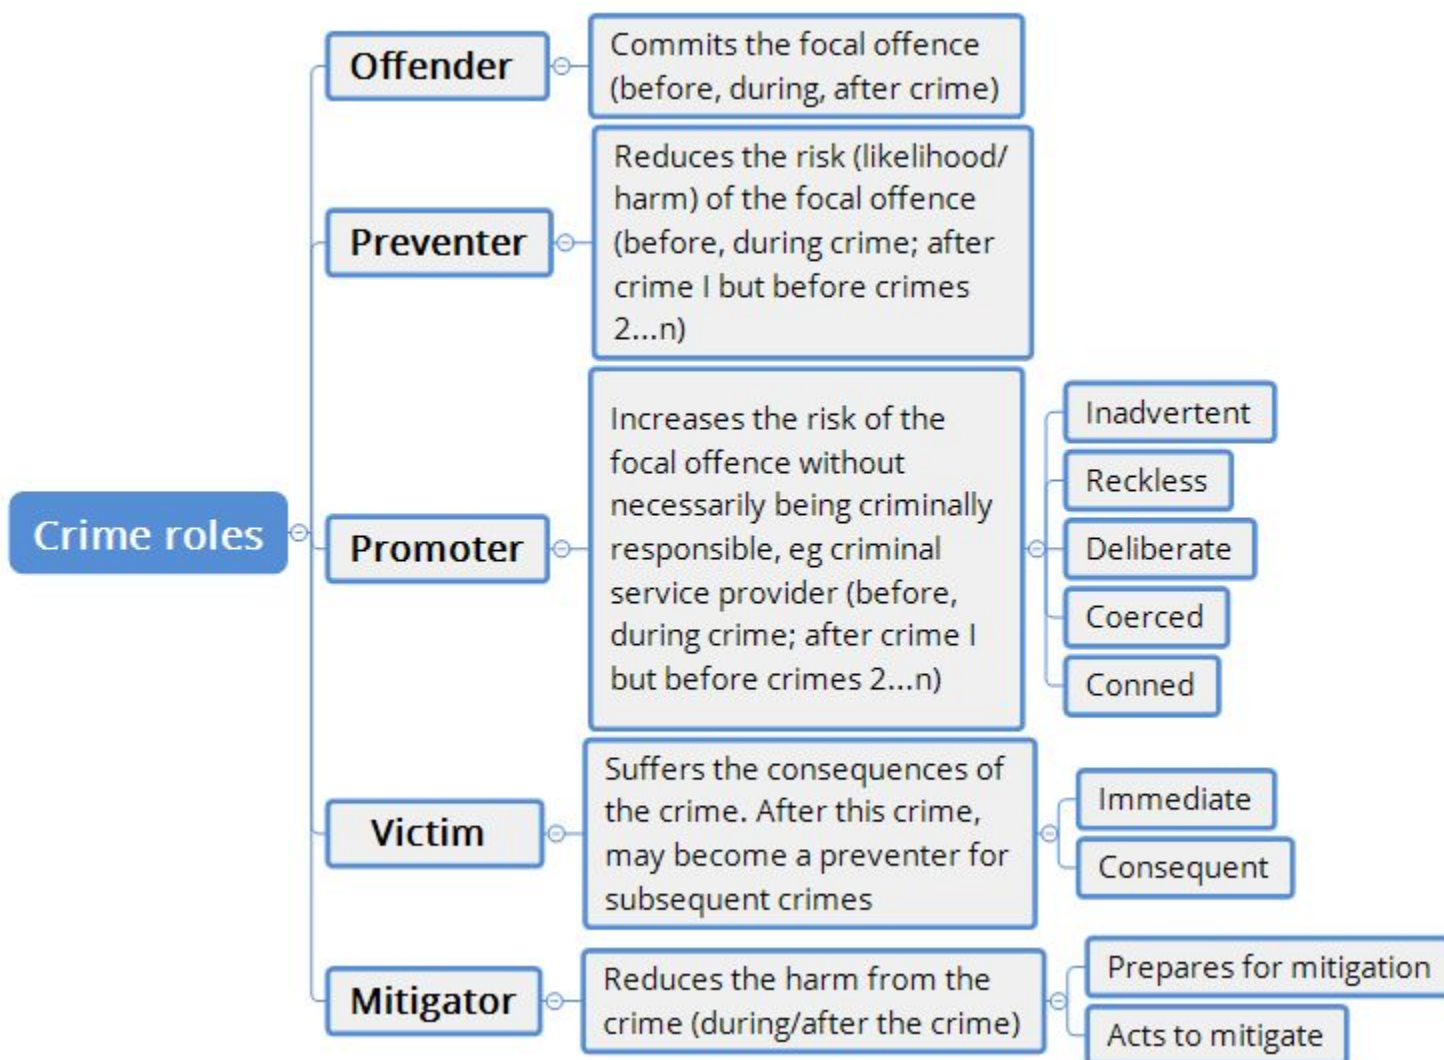 Crime roles
Offender
Commits the focal offence
(before, during, after crime)
Preventer
Reduces the risk (likelihood/
harm) of the focal offence
(before, during crime; after
crime I but before crimes
2...n)
Promoter
Increases the risk of the
focal offence without
necessarily being criminally
responsible, eg criminal
service provider (before,
during crime; after crime I
but before crimes 2...n)
Inadvertent
Reckless
Deliberate
Coerced
Conned
Victim
Suffers the consequences of
the crime. After this crime,
may become a preventer for
subsequent crimes
Immediate
Consequent
Mitigator
Reduces the harm from the
crime (during/after the crime)
Prepares for mitigation
Acts to mitigate